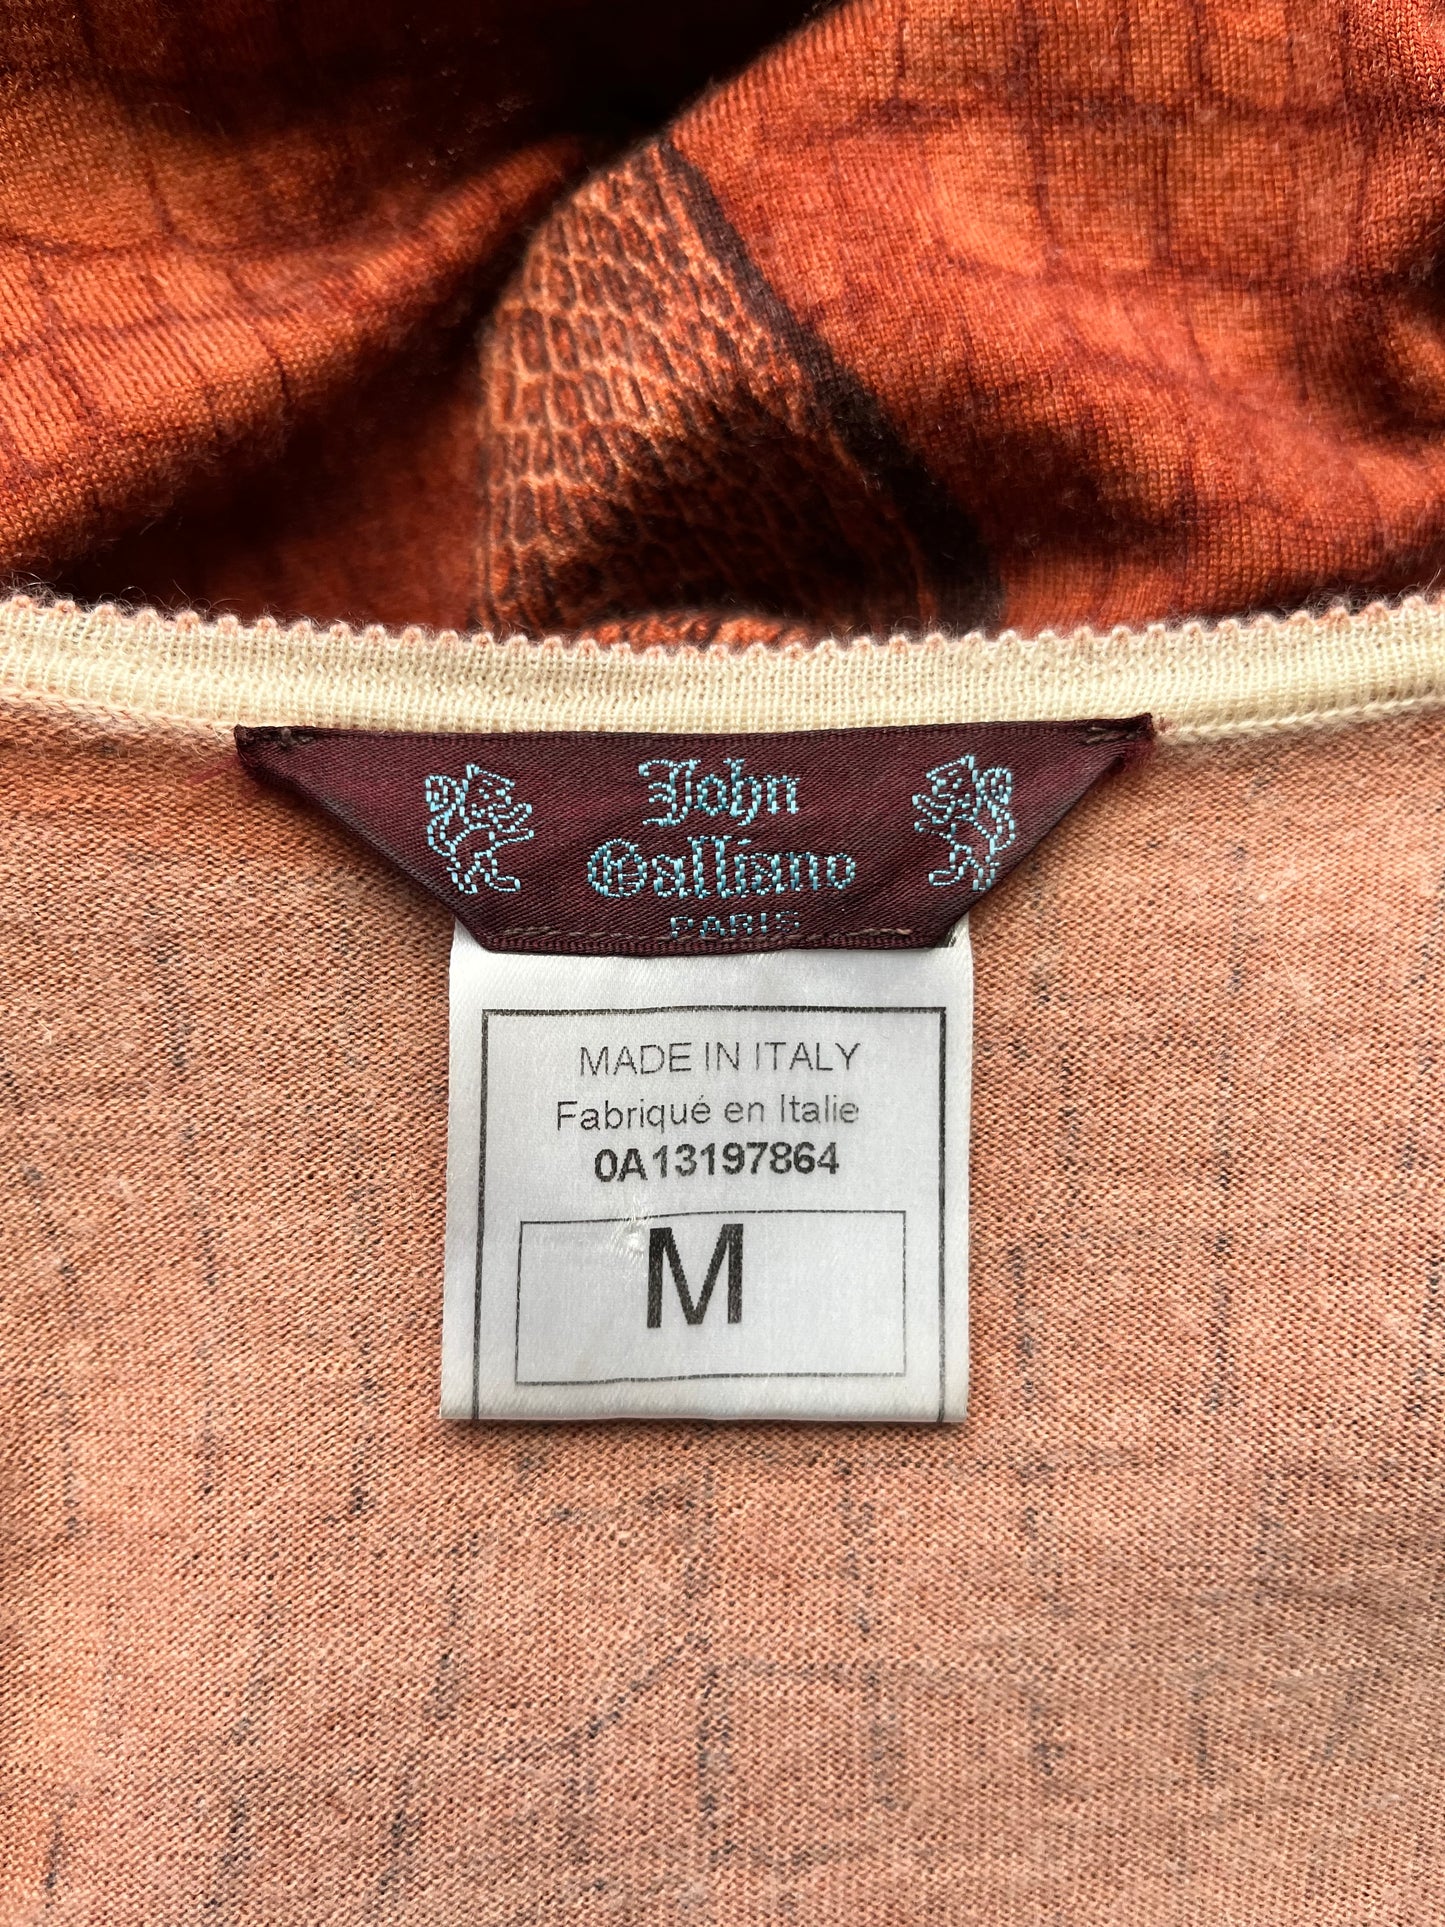 John
Galliano
PARIS
MADE IN ITALY
Fabriqué en Italie
0A13197864
M